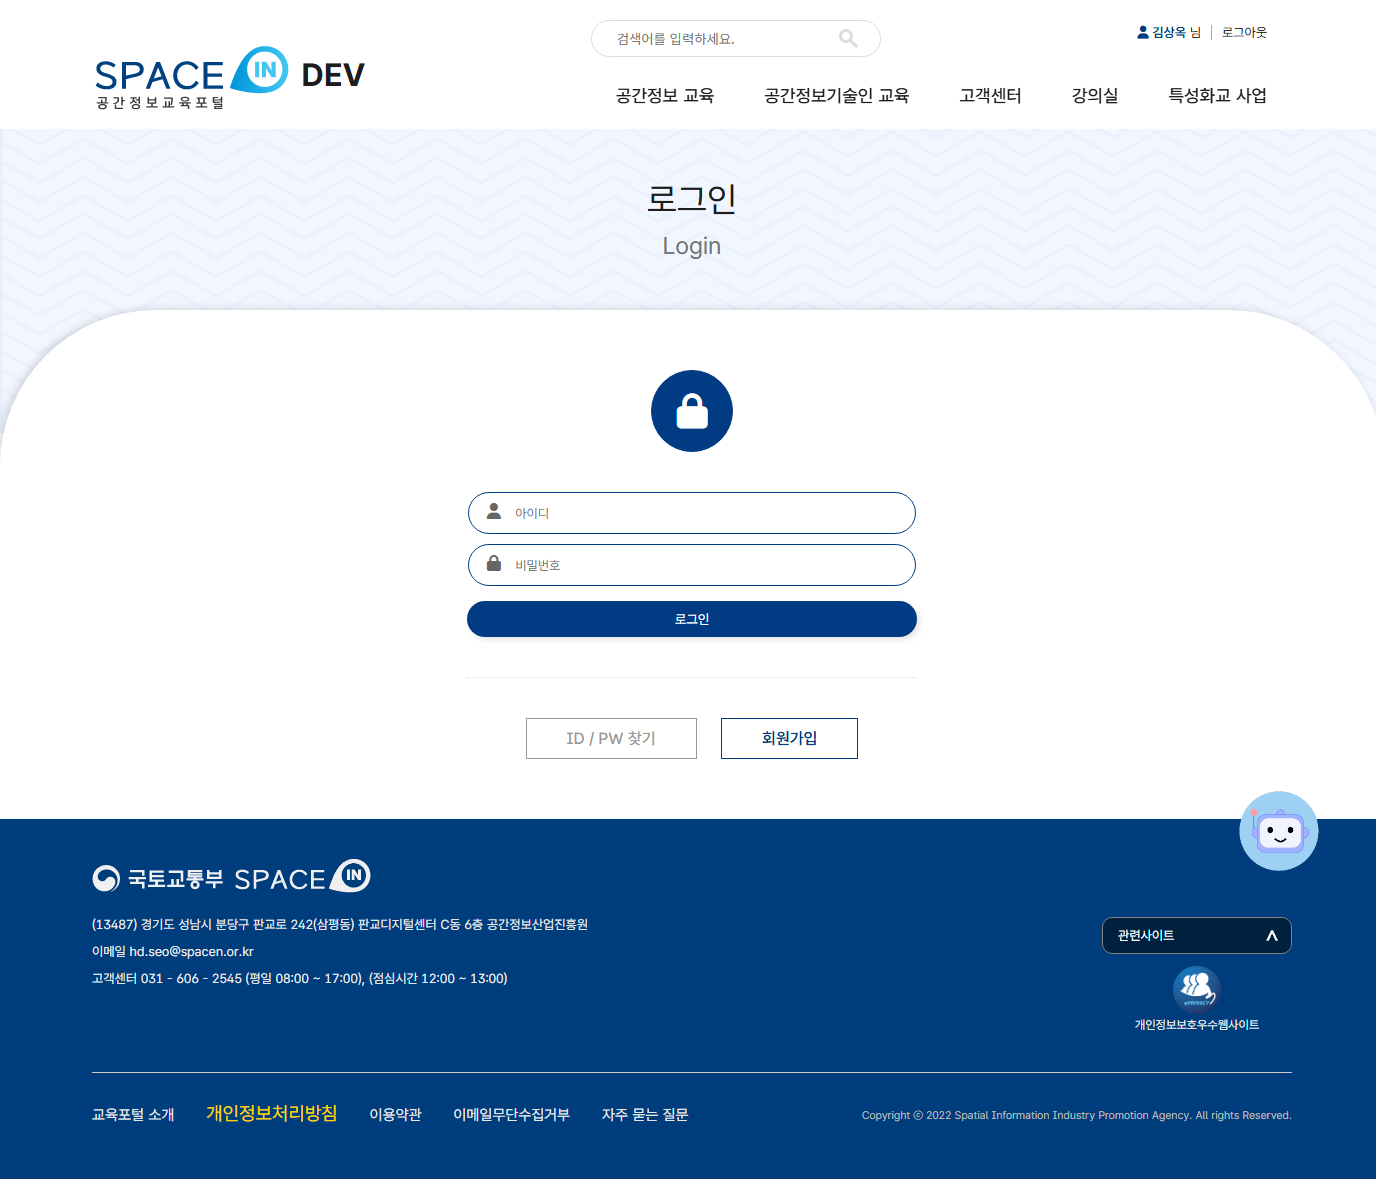 검색어를 입력하세요.
김상옥 님 로그아웃
SPACE IN DEV
공간정보교육포털
공간정보 교육 공간정보기술인 교육 고객센터 강의실 특성화교 사업
로그인
Login
아이디
비밀번호
로그인
ID / PW 찾기 회원가입
국토교통부 SPACE IN
(13487) 경기도 성남시 분당구 판교로 242(삼평동) 판교디지털센터 C동 6층 공간정보산업진흥원
이메일 hd.seo@spacen.or.kr
고객센터 031 - 606 - 2545 (평일 08:00 ~ 17:00), (점심시간 12:00 ~ 13:00)
관련사이트
ePRIVACY
개인정보보호우수웹사이트
교육포털 소개 개인정보처리방침 이용약관 이메일무단수집거부 자주 묻는 질문
Copyright ⓒ 2022 Spatial Information Industry Promotion Agency. All rights Reserved.